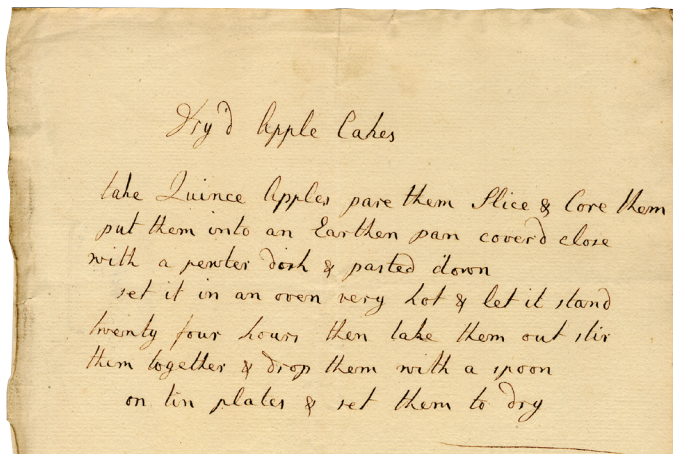 Dry'd Apple Cakes
take Quince Apples pare them Slice & Core them
put them into an Earthen pan cover'd close
with a pewter dish & pasted down
set it in an oven very hot & let it stand
twenty four hours then take them out stir
them together & drop them with a spoon
on tin plates & set them to dry